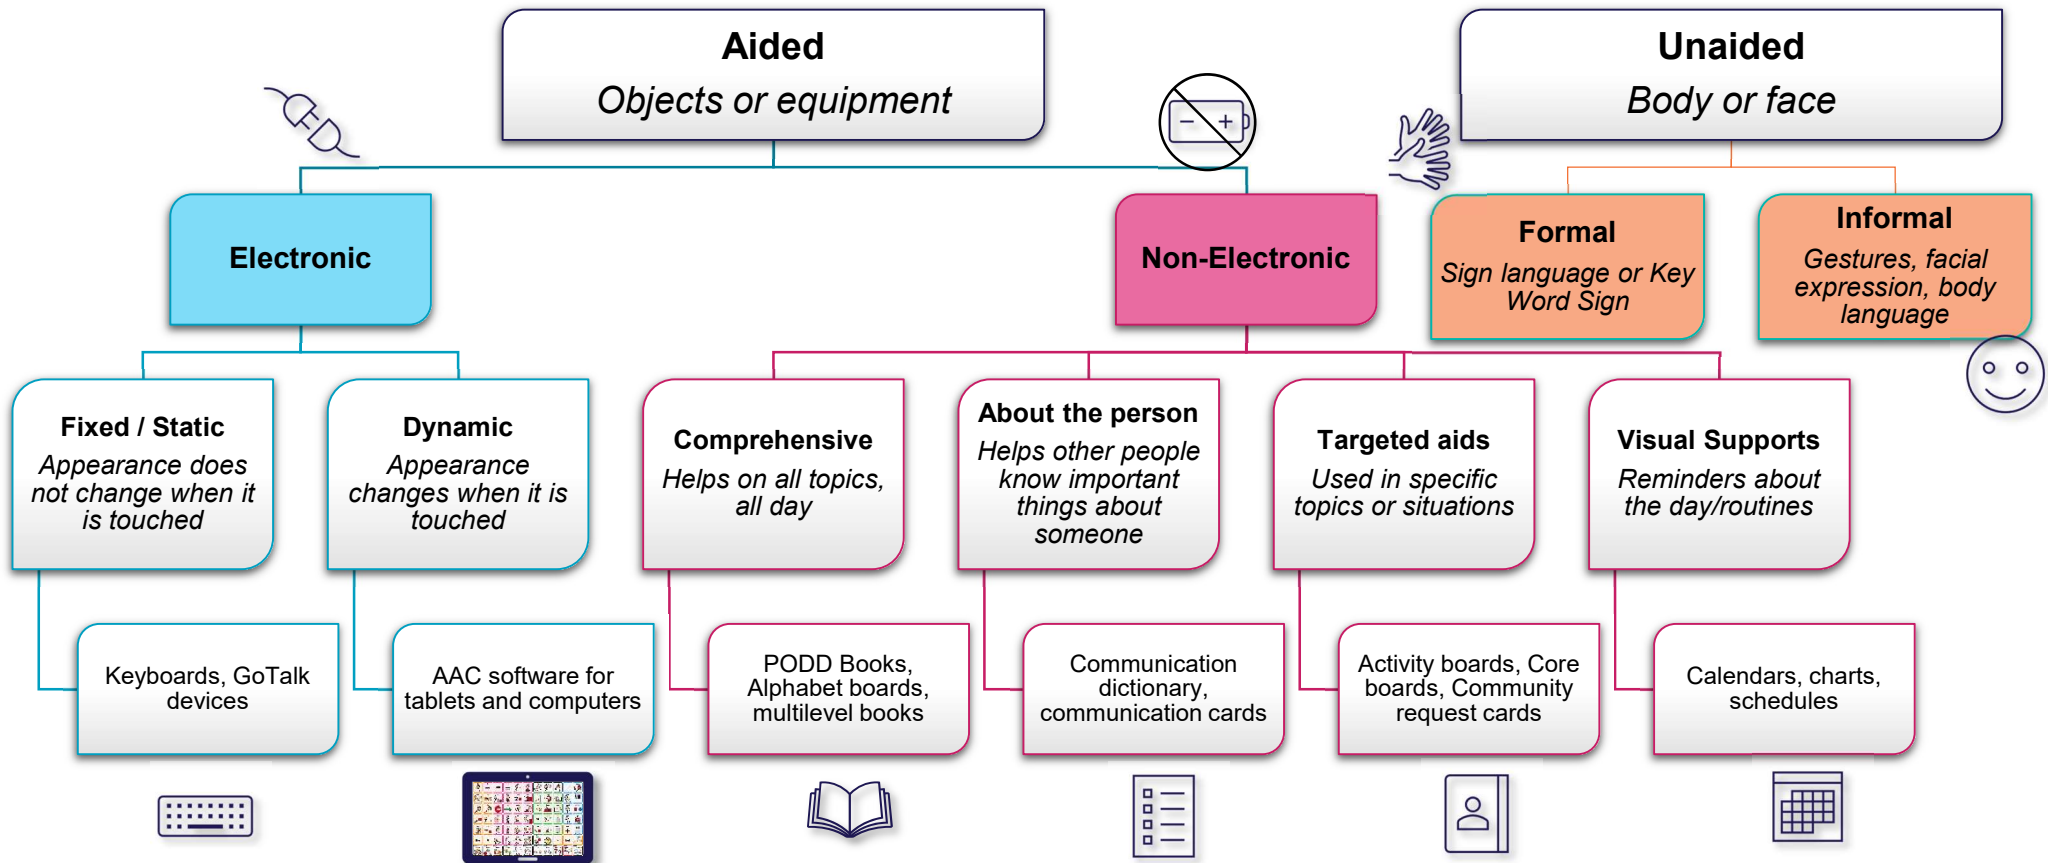 Aided
Objects or equipment
Unaided
Body or face
Electronic
Non-Electronic
Formal
Sign language or Key
Word Sign
Informal
Gestures, facial
expression, body
language
Fixed / Static
Appearance does
not change when it
is touched
Dynamic
Appearance
changes when it is
touched
Comprehensive
Helps on all topics,
all day
About the person
Helps other people
know important
things about
someone
Targeted aids
Used in specific
topics or situations
Visual Supports
Reminders about
the day/routines
Keyboards, GoTalk
devices
AAC software for
tablets and computers
PODD Books,
Alphabet boards,
multilevel books
Communication
dictionary,
communication cards
Activity boards, Core
boards, Community
request cards
Calendars, charts,
schedules